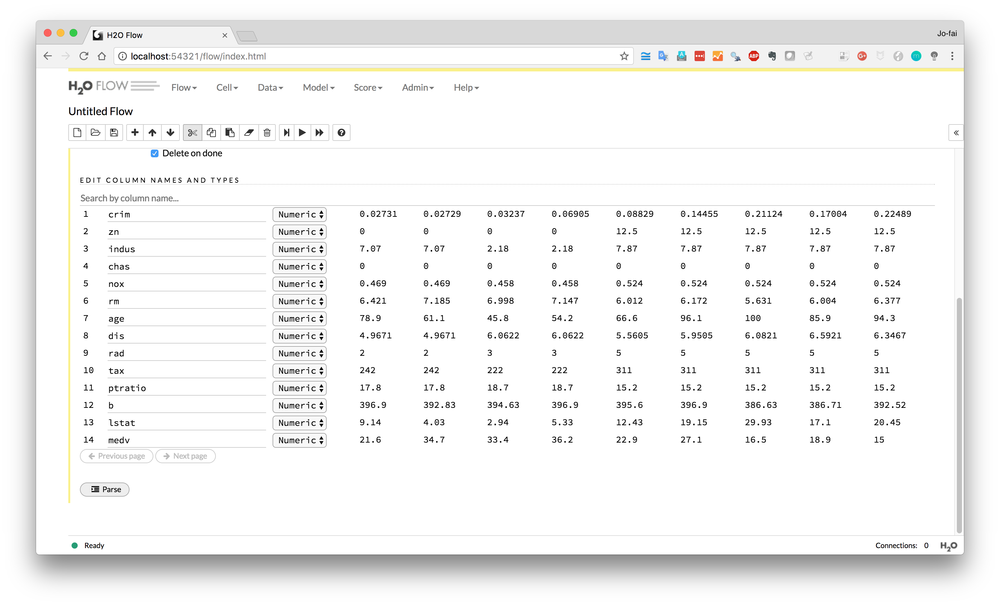 H2O Flow
Jo-fai
localhost:54321/flow/index.html
H2O FLOW Flow Cell Data Model Score Admin Help
Untitled Flow
Delete on done
EDIT COLUMN NAMES AND TYPES
Search by column name...
1 crim Numeric 0.02731 0.02729 0.03237 0.06905 0.08829 0.14455 0.21124 0.17004 0.22489
2 zn Numeric 0 0 0 0 12.5 12.5 12.5 12.5 12.5
3 indus Numeric 7.07 7.07 2.18 2.18 7.87 7.87 7.87 7.87 7.87
4 chas Numeric 0 0 0 0 0 0 0 0 0
5 nox Numeric 0.469 0.469 0.458 0.458 0.524 0.524 0.524 0.524 0.524
6 rm Numeric 6.421 7.185 6.998 7.147 6.012 6.172 5.631 6.004 6.377
7 age Numeric 78.9 61.1 45.8 54.2 66.6 96.1 100 85.9 94.3
8 dis Numeric 4.9671 4.9671 6.0622 6.0622 5.5605 5.9505 6.0821 6.5921 6.3467
9 rad Numeric 2 2 3 3 5 5 5 5 5
10 tax Numeric 242 242 222 222 311 311 311 311 311
11 ptratio Numeric 17.8 17.8 18.7 18.7 15.2 15.2 15.2 15.2 15.2
12 b Numeric 396.9 392.83 394.63 396.9 395.6 396.9 386.63 386.71 392.52
13 lstat Numeric 9.14 4.03 2.94 5.33 12.43 19.15 29.93 17.1 20.45
14 medv Numeric 21.6 34.7 33.4 36.2 22.9 27.1 16.5 18.9 15
Previous page Next page
Parse
Ready
Connections: 0 H2O